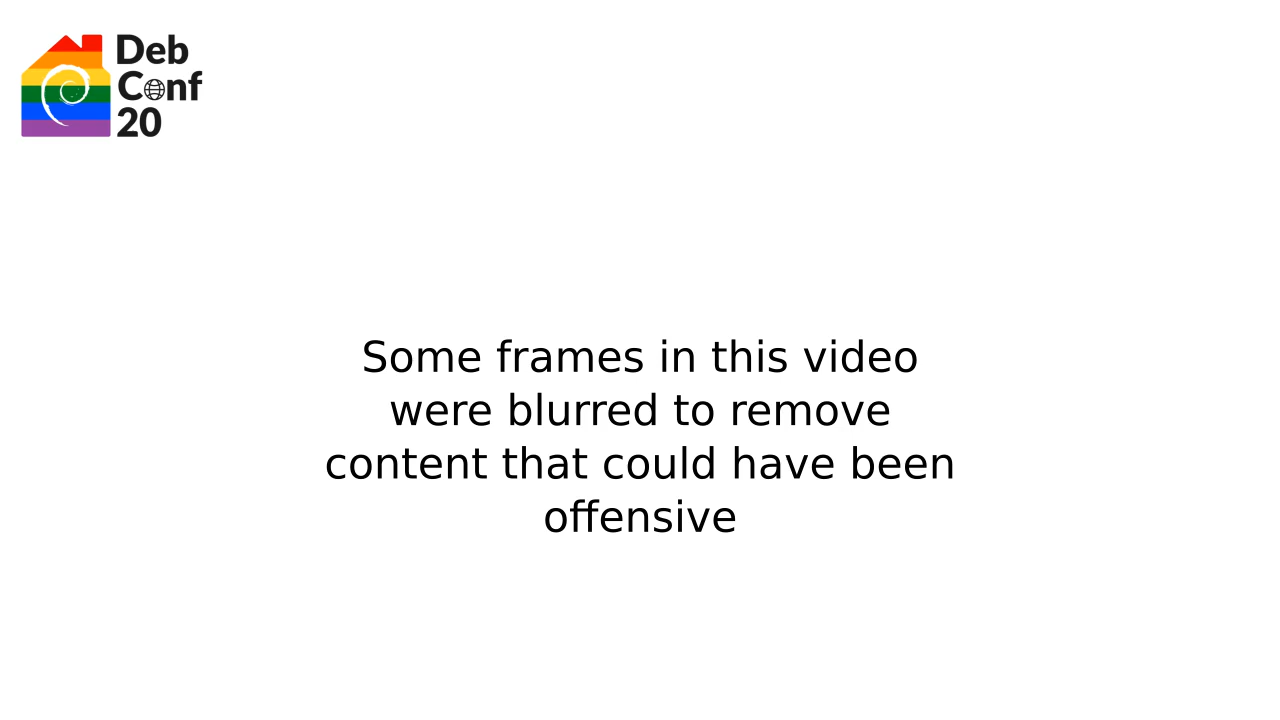 Deb
Conf
20
Some frames in this video
were blurred to remove
content that could have been
offensive